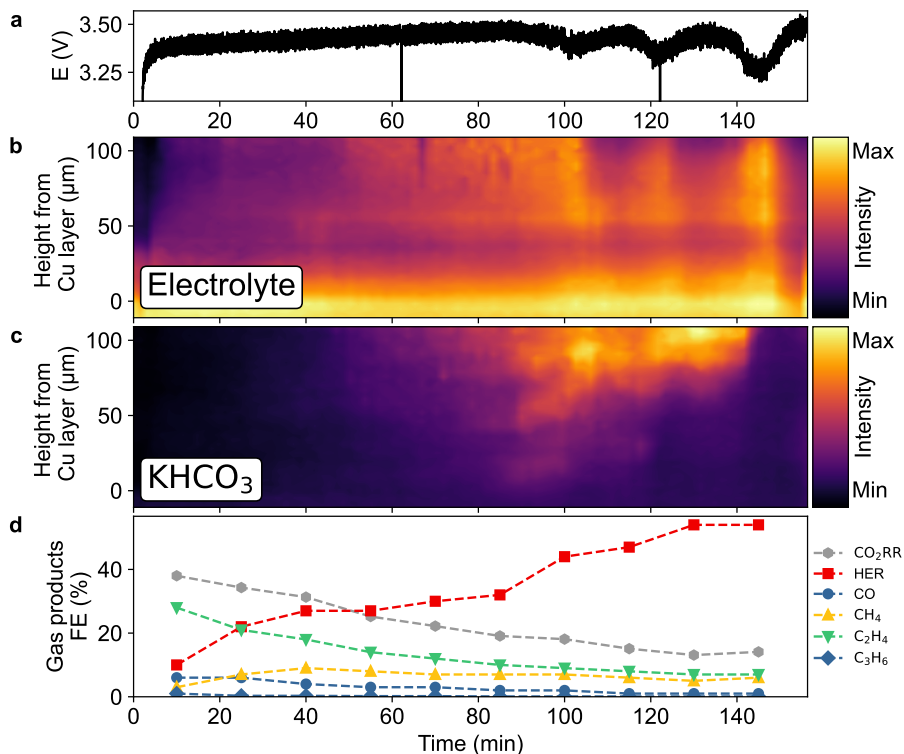 a
E (V)
3.50
3.25
0 20 40 60 80 100 120 140
b
Height from
Cu layer (μm)
100
50
0
Electrolyte
Max
Intensity
Min
c
Height from
Cu layer (μm)
100
50
0
KHCO₃
Max
Intensity
Min
d
Gas products
FE (%)
40
20
0
0 20 40 60 80 100 120 140
Time (min)
CO₂RR
HER
CO
CH₄
C₂H₄
C₃H₆